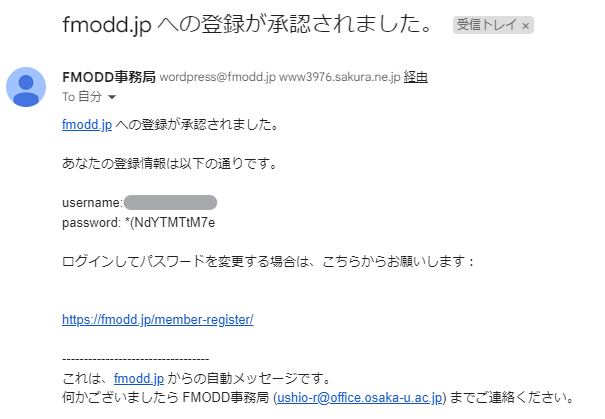 fmodd.jp への登録が承認されました。 受信トレイ ×
FMODD事務局 wordpress@fmodd.jp www3976.sakura.ne.jp 経由
To 自分
fmodd.jp への登録が承認されました。
あなたの登録情報は以下の通りです。
username:
password: *(NdYTMTtM7e
ログインしてパスワードを変更する場合は、こちらからお願いします：
https://fmodd.jp/member-register/
----------------------------------
これは、fmodd.jp からの自動メッセージです。
何かございましたら FMODD事務局 (ushio-r@office.osaka-u.ac.jp) までご連絡ください。